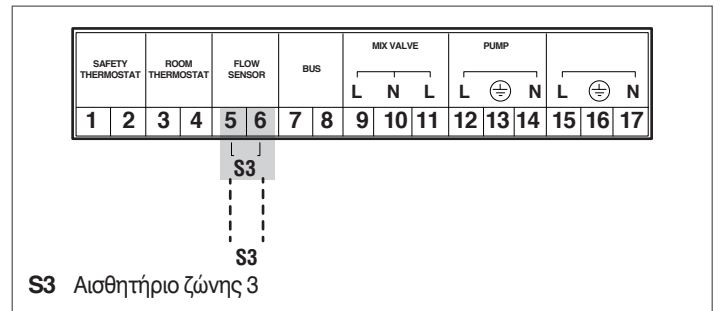 SAFETY THERMOSTAT ROOM THERMOSTAT FLOW SENSOR BUS MIX VALVE PUMP
L N L L N L N
1 2 3 4 5 6 7 8 9 10 11 12 13 14 15 16 17
S3
S3
S3 Αισθητήριο ζώνης 3